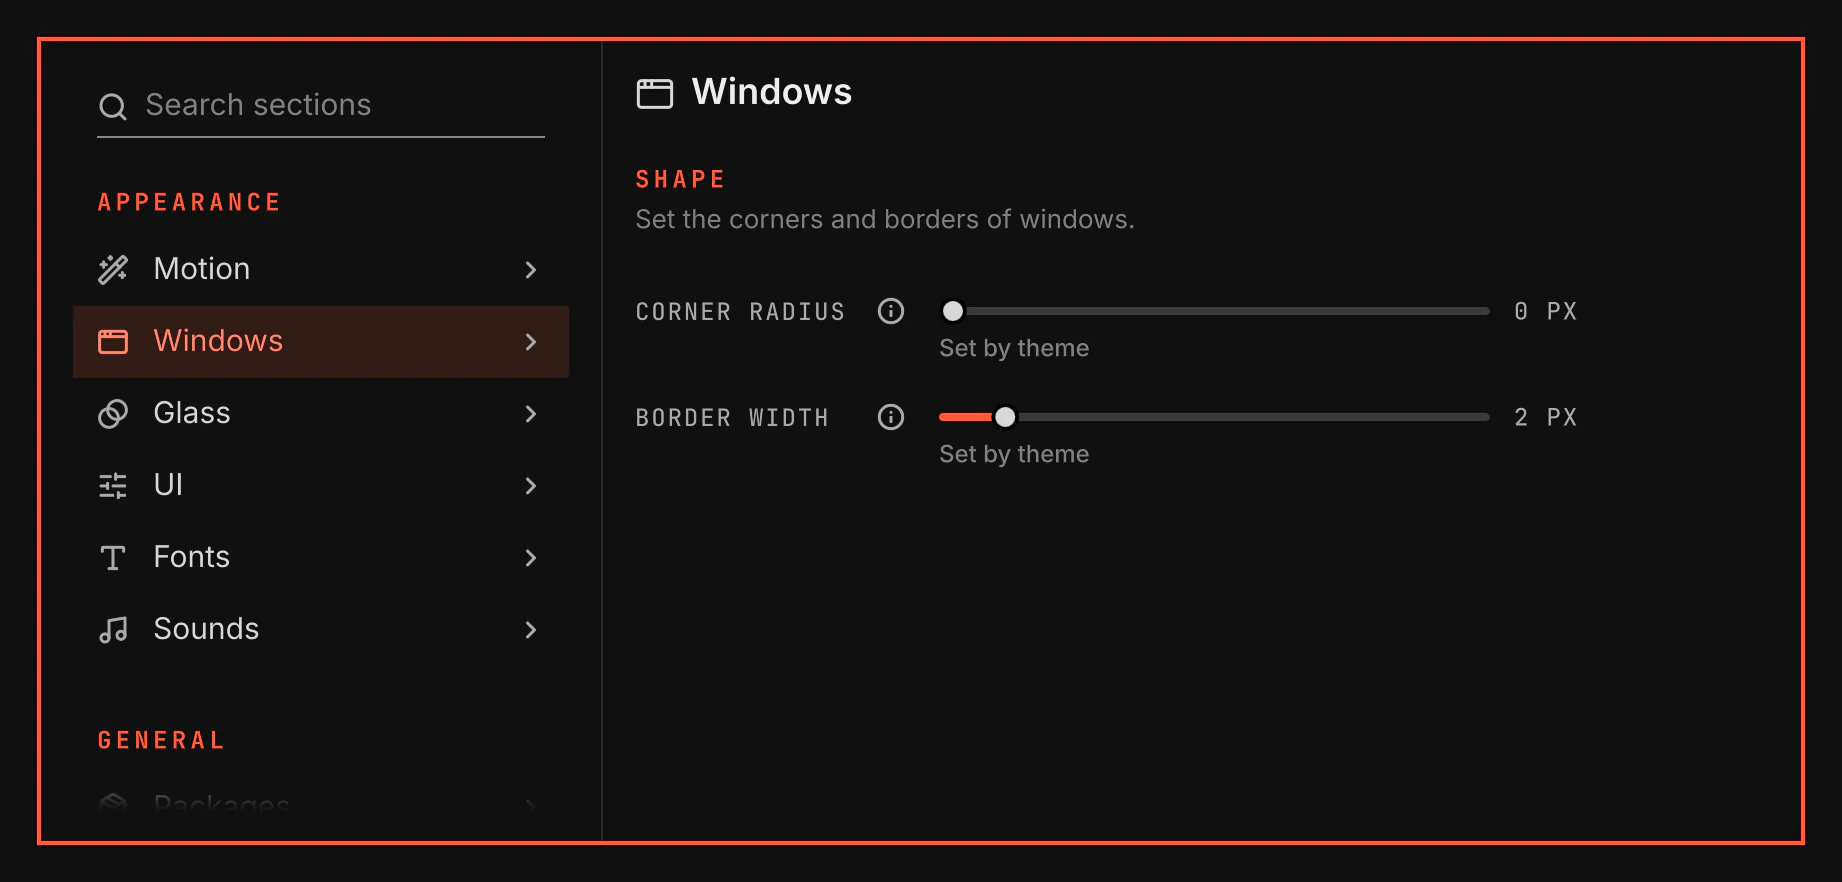 Search sections
APPEARANCE
Motion
Windows
Glass
UI
Fonts
Sounds
GENERAL
Packages
Windows
SHAPE
Set the corners and borders of windows.
CORNER RADIUS
0 PX
Set by theme
BORDER WIDTH
2 PX
Set by theme